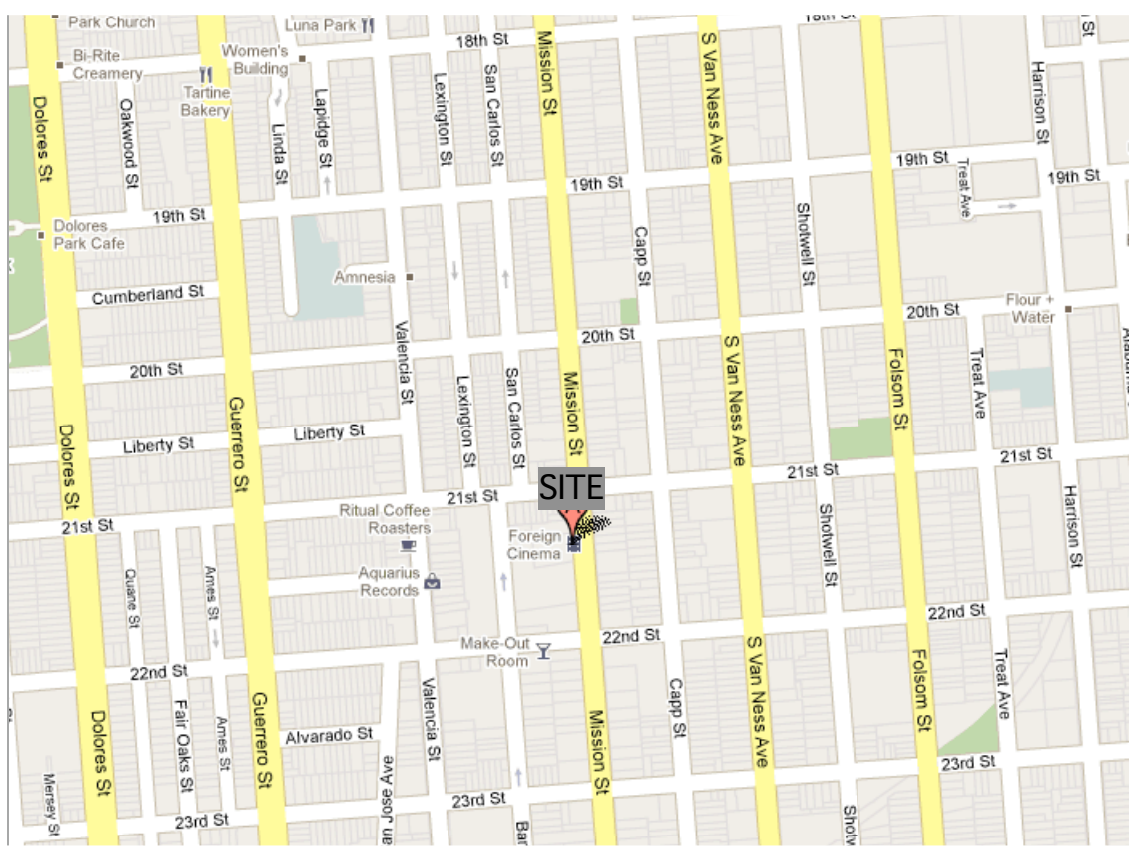 Park Church
Luna Park
18th St
18th St
Bi-Rite
Creamery
Women's
Building
Tartine
Bakery
Dolores St
Oakwood St
Linda St
Lapidge St
Lexington St
San Carlos St
Mission St
S Van Ness Ave
Harrison St
19th St
19th St
19th St
19th St
Treat Ave
Dolores
Park Cafe
Capp St
Shotwell St
Amnesia
Cumberland St
Flour +
Water
20th St
20th St
20th St
Valencia St
Lexington St
San Carlos St
Mission St
S Van Ness Ave
Folsom St
Treat Ave
Guerrero St
Dolores St
Liberty St
Liberty St
21st St
21st St
21st St
21st St
SITE
Ritual Coffee
Roasters
Foreign
Cinema
Aquarius
Records
Shotwell St
Harrison St
Quane St
Ames St
22nd St
22nd St
22nd St
Make-Out
Room
Dolores St
Fair Oaks St
Ames St
Guerrero St
Alvarado St
Valencia St
Mission St
Capp St
S Van Ness Ave
Folsom St
Treat Ave
Mersey St
San Jose Ave
23rd St
23rd St
23rd St